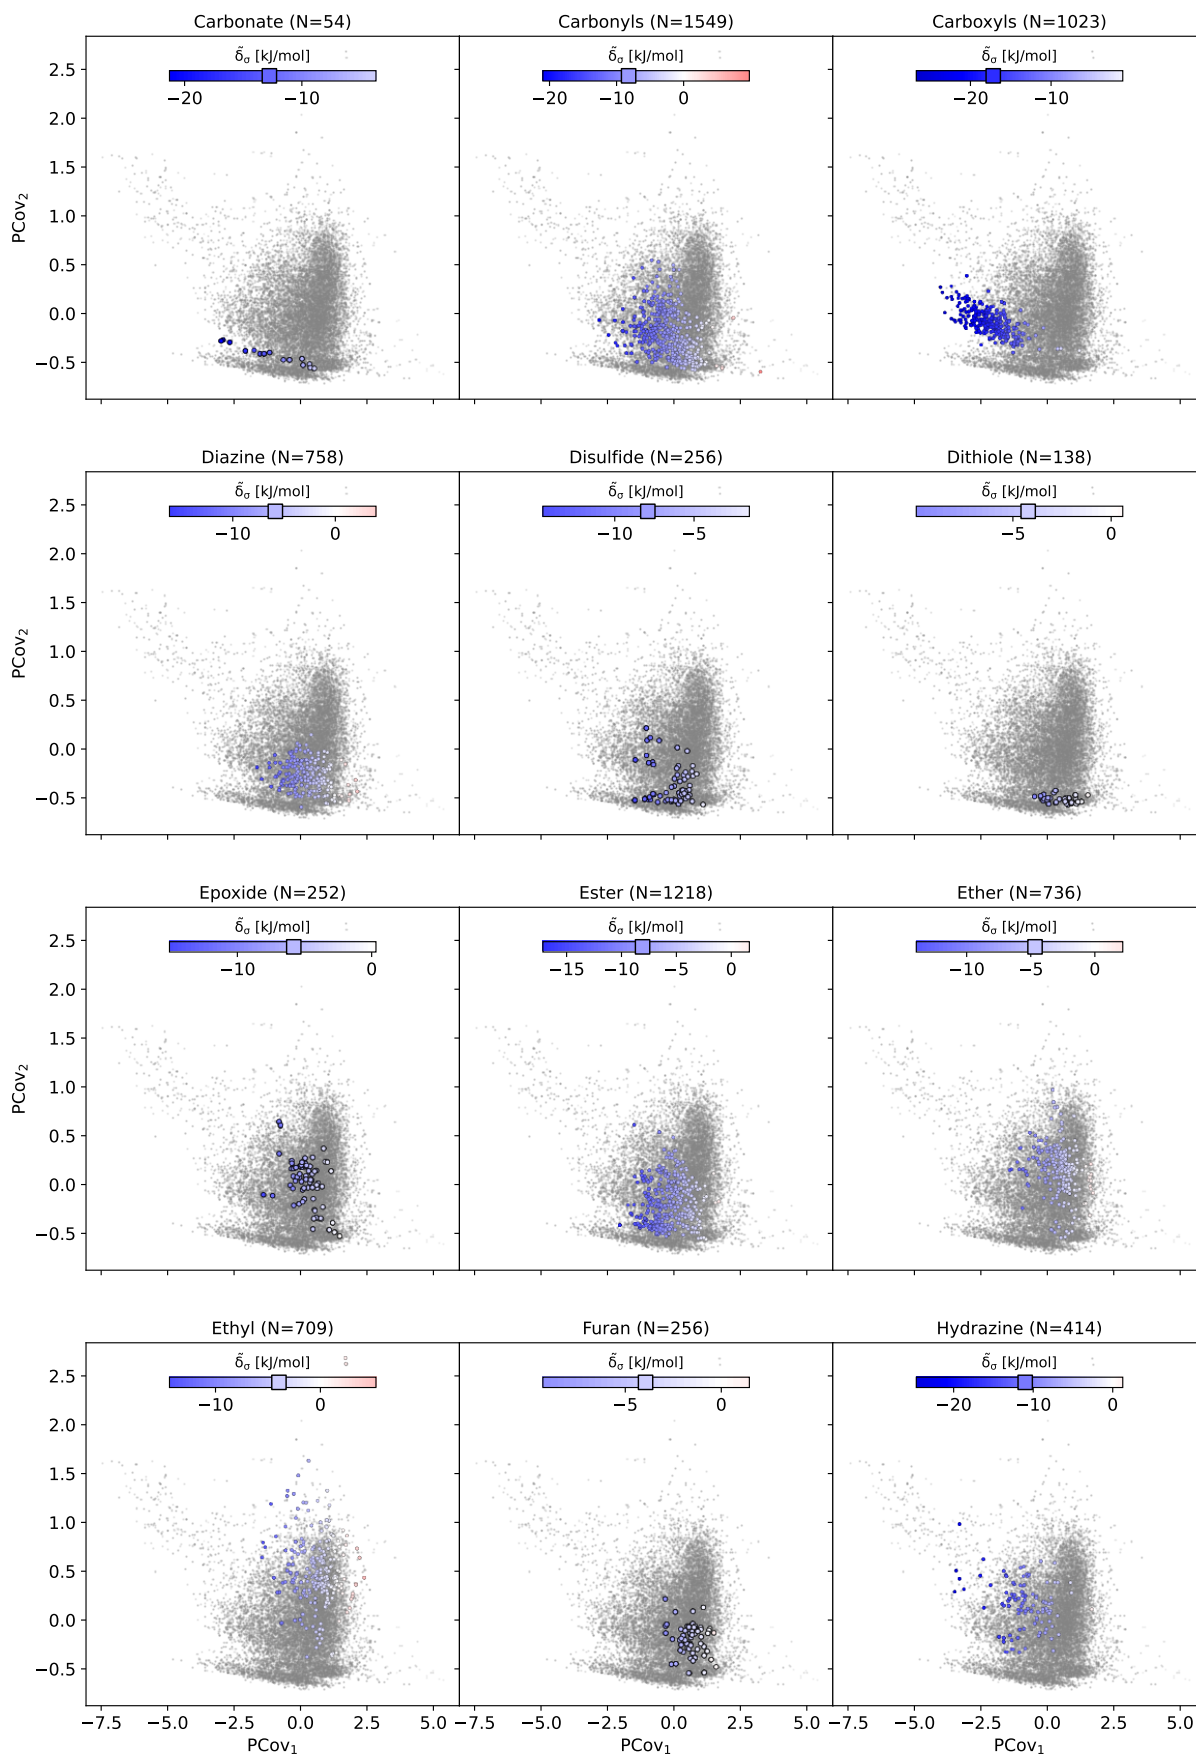 Carbonate (N=54) Carbonyls (N=1549) Carboxyls (N=1023)
δ̃σ [kJ/mol] δ̃σ [kJ/mol] δ̃σ [kJ/mol]
−20 −10 −20 −10 0 −20 −10
2.5
2.0
1.5
1.0
0.5
0.0
−0.5
PCov₂
Diazine (N=758) Disulfide (N=256) Dithiole (N=138)
δ̃σ [kJ/mol] δ̃σ [kJ/mol] δ̃σ [kJ/mol]
−10 0 −10 −5 −5 0
2.5
2.0
1.5
1.0
0.5
0.0
−0.5
PCov₂
Epoxide (N=252) Ester (N=1218) Ether (N=736)
δ̃σ [kJ/mol] δ̃σ [kJ/mol] δ̃σ [kJ/mol]
−10 0 −15 −10 −5 0 −10 −5 0
2.5
2.0
1.5
1.0
0.5
0.0
−0.5
PCov₂
Ethyl (N=709) Furan (N=256) Hydrazine (N=414)
δ̃σ [kJ/mol] δ̃σ [kJ/mol] δ̃σ [kJ/mol]
−10 0 −5 0 −20 −10 0
2.5
2.0
1.5
1.0
0.5
0.0
−0.5
PCov₂
−7.5 −5.0 −2.5 0.0 2.5 5.0 −7.5 −5.0 −2.5 0.0 2.5 5.0 −7.5 −5.0 −2.5 0.0 2.5 5.0
PCov₁ PCov₁ PCov₁